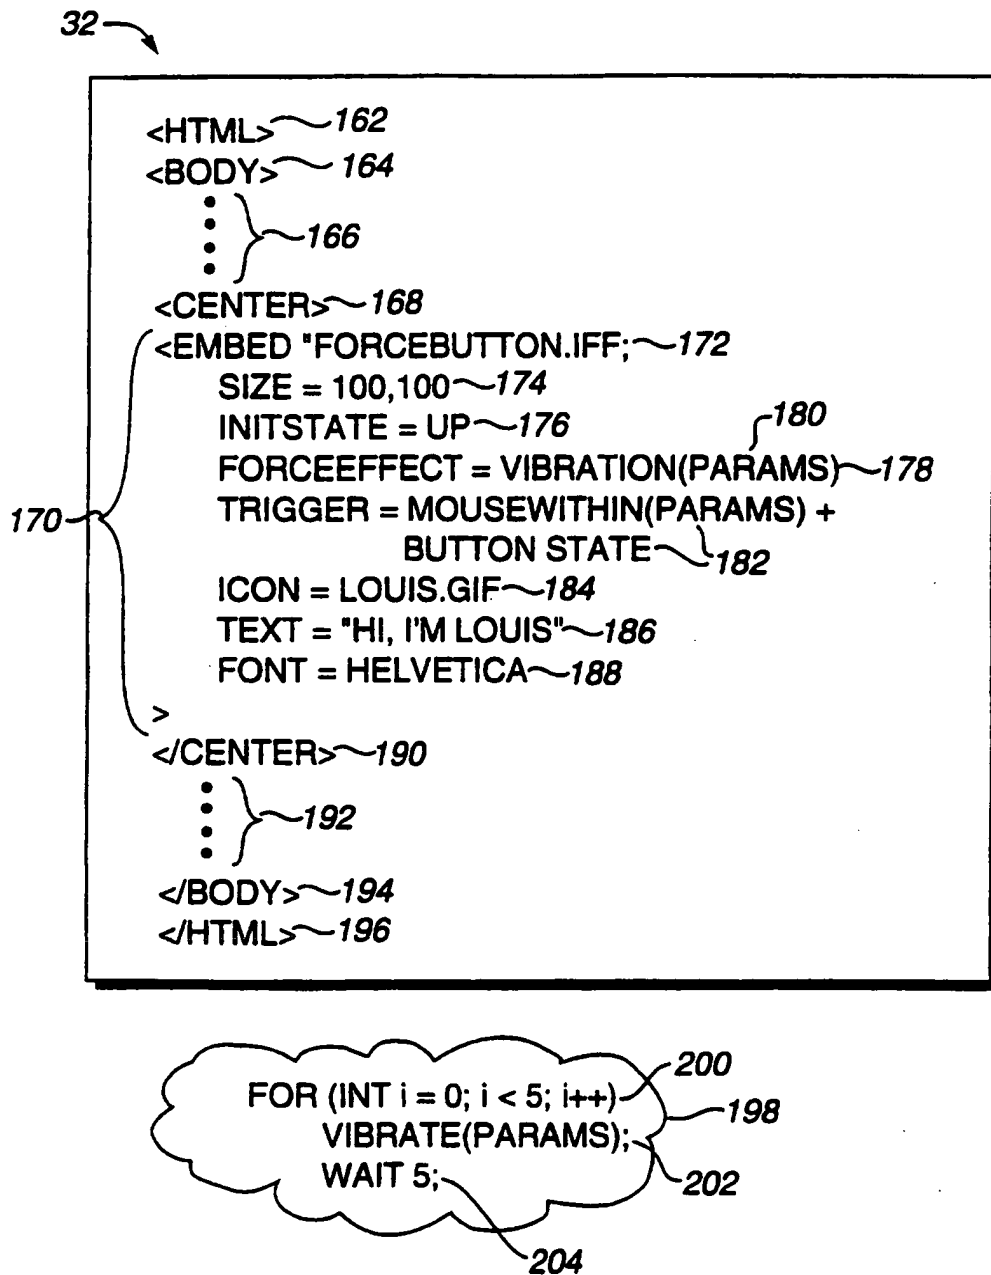 32
<HTML> 162
<BODY> 164
166
<CENTER> 168
<EMBED "FORCEBUTTON.IFF; 172
SIZE = 100,100 174
INITSTATE = UP 176
180
FORCEEFFECT = VIBRATION(PARAMS) 178
170
TRIGGER = MOUSEWITHIN(PARAMS) +
BUTTON STATE 182
ICON = LOUIS.GIF 184
TEXT = "HI, I'M LOUIS" 186
FONT = HELVETICA 188
>
</CENTER> 190
192
</BODY> 194
</HTML> 196
FOR (INT i = 0; i < 5; i++) 200
198
VIBRATE(PARAMS); 202
WAIT 5; 204